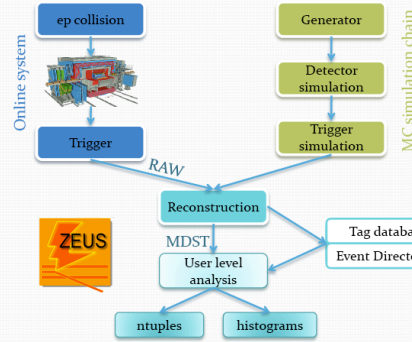 ep collision
Generator
Online system
Detector
simulation
MC simulation chain
Trigger
Trigger
simulation
RAW
Reconstruction
ZEUS
MDST
Tag databa
User level
analysis
Event Directo
ntuples
histograms